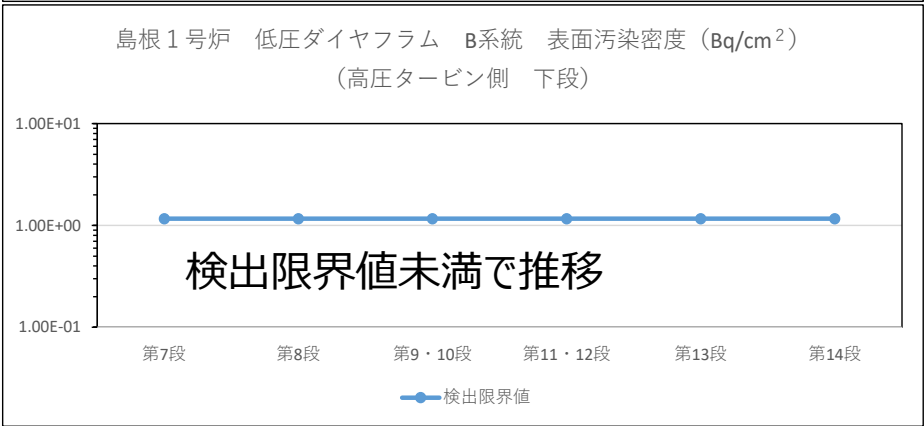 島根１号炉　低圧ダイヤフラム　B系統　表面汚染密度（Bq/cm²）
（高圧タービン側　下段）
1.00E+01
1.00E+00
1.00E-01
検出限界値未満で推移
第7段　第8段　第9・10段　第11・12段　第13段　第14段
検出限界値